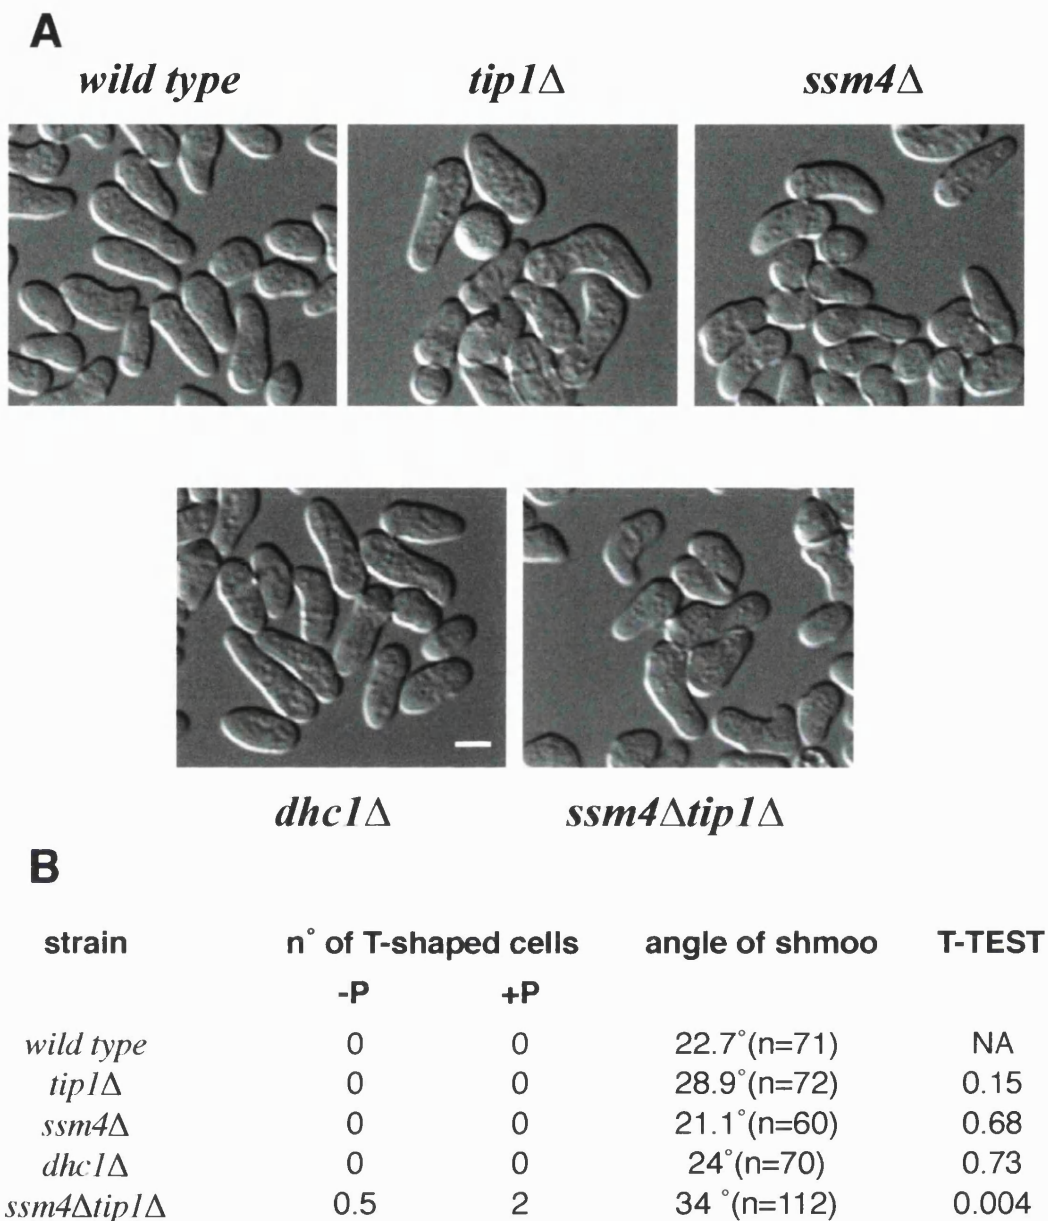 A
wild type tip1Δ ssm4Δ
dhc1Δ ssm4Δtip1Δ
B
strain n° of T-shaped cells angle of shmoo T-TEST
-P +P
wild type 0 0 22.7°(n=71) NA
tip1Δ 0 0 28.9°(n=72) 0.15
ssm4Δ 0 0 21.1°(n=60) 0.68
dhc1Δ 0 0 24°(n=70) 0.73
ssm4Δtip1Δ 0.5 2 34 °(n=112) 0.004